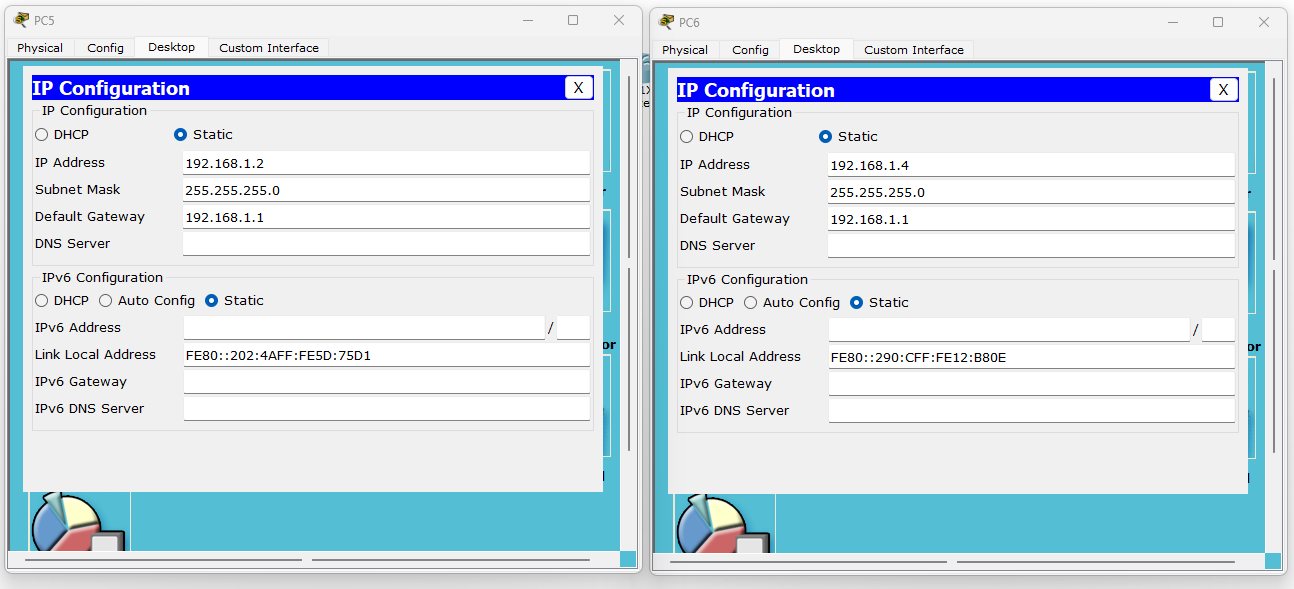 PC5
Physical Config Desktop Custom Interface
IP Configuration X
IP Configuration
DHCP Static
IP Address 192.168.1.2
Subnet Mask 255.255.255.0
Default Gateway 192.168.1.1
DNS Server
IPv6 Configuration
DHCP Auto Config Static
IPv6 Address /
Link Local Address FE80::202:4AFF:FE5D:75D1
IPv6 Gateway
IPv6 DNS Server
r
or
PC6
Physical Config Desktop Custom Interface
IP Configuration X
IP Configuration
DHCP Static
IP Address 192.168.1.4
Subnet Mask 255.255.255.0
Default Gateway 192.168.1.1
DNS Server
IPv6 Configuration
DHCP Auto Config Static
IPv6 Address /
Link Local Address FE80::290:CFF:FE12:B80E
IPv6 Gateway
IPv6 DNS Server
or